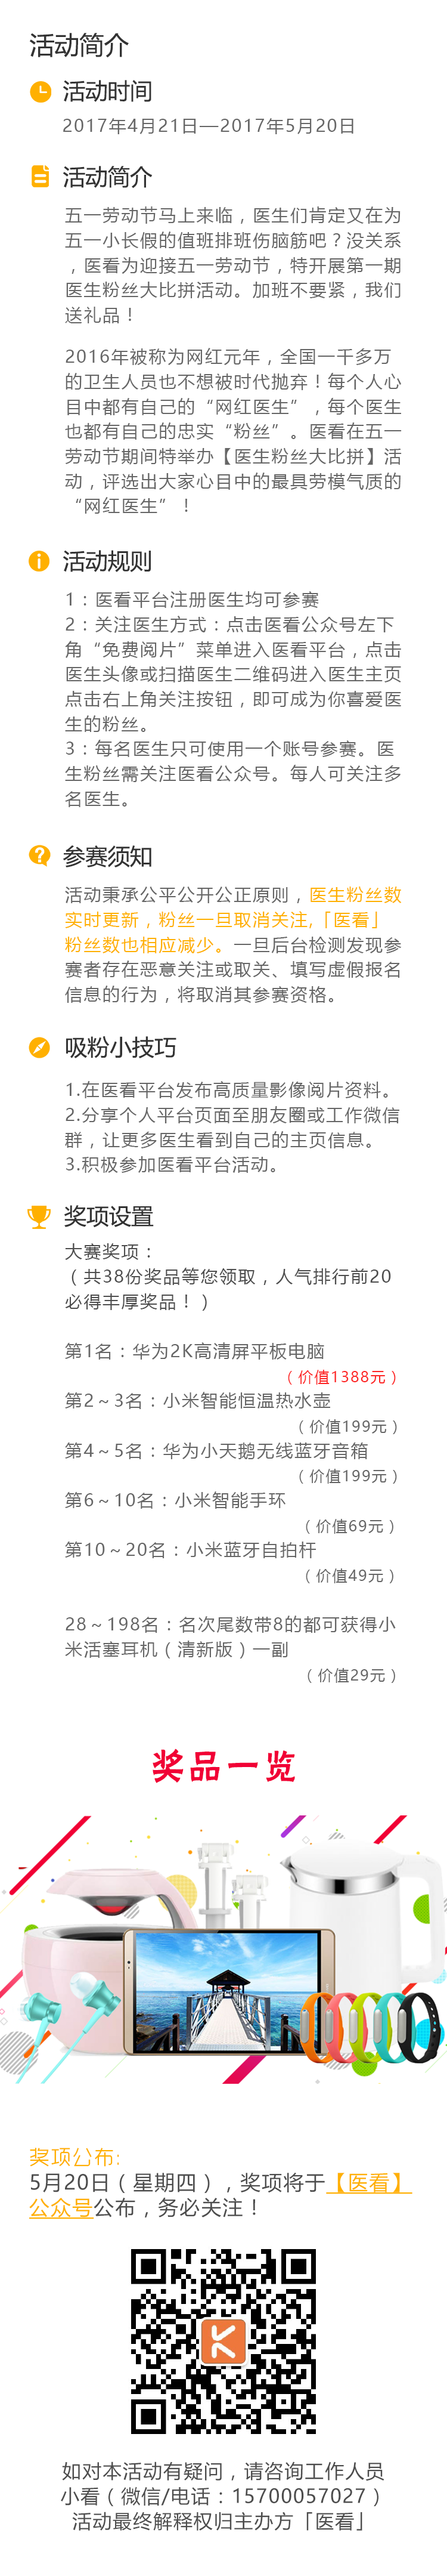 活动简介
活动时间
2017年4月21日—2017年5月20日
活动简介
五一劳动节马上来临，医生们肯定又在为
五一小长假的值班排班伤脑筋吧？没关系
，医看为迎接五一劳动节，特开展第一期
医生粉丝大比拼活动。加班不要紧，我们
送礼品！
2016年被称为网红元年，全国一千多万
的卫生人员也不想被时代抛弃！每个人心
目中都有自己的“网红医生”，每个医生
也都有自己的忠实“粉丝”。医看在五一
劳动节期间特举办【医生粉丝大比拼】活
动，评选出大家心目中的最具劳模气质的
“网红医生”！
活动规则
1：医看平台注册医生均可参赛
2：关注医生方式：点击医看公众号左下
角“免费阅片”菜单进入医看平台，点击
医生头像或扫描医生二维码进入医生主页
点击右上角关注按钮，即可成为你喜爱医
生的粉丝。
3：每名医生只可使用一个账号参赛。医
生粉丝需关注医看公众号。每人可关注多
名医生。
参赛须知
活动秉承公平公开公正原则，医生粉丝数
实时更新，粉丝一旦取消关注,「医看」
粉丝数也相应减少。一旦后台检测发现参
赛者存在恶意关注或取关、填写虚假报名
信息的行为，将取消其参赛资格。
吸粉小技巧
1.在医看平台发布高质量影像阅片资料。
2.分享个人平台页面至朋友圈或工作微信
群，让更多医生看到自己的主页信息。
3.积极参加医看平台活动。
奖项设置
大赛奖项：
（共38份奖品等您领取，人气排行前20
必得丰厚奖品！）
第1名：华为2K高清屏平板电脑
（价值1388元）
第2～3名：小米智能恒温热水壶
（价值199元）
第4～5名：华为小天鹅无线蓝牙音箱
（价值199元）
第6～10名：小米智能手环
（价值69元）
第10～20名：小米蓝牙自拍杆
（价值49元）
28～198名：名次尾数带8的都可获得小
米活塞耳机（清新版）一副
（价值29元）
奖品一览
奖项公布:
5月20日（星期四），奖项将于【医看】
公众号公布，务必关注！
如对本活动有疑问，请咨询工作人员
小看（微信/电话：15700057027）
活动最终解释权归主办方「医看」